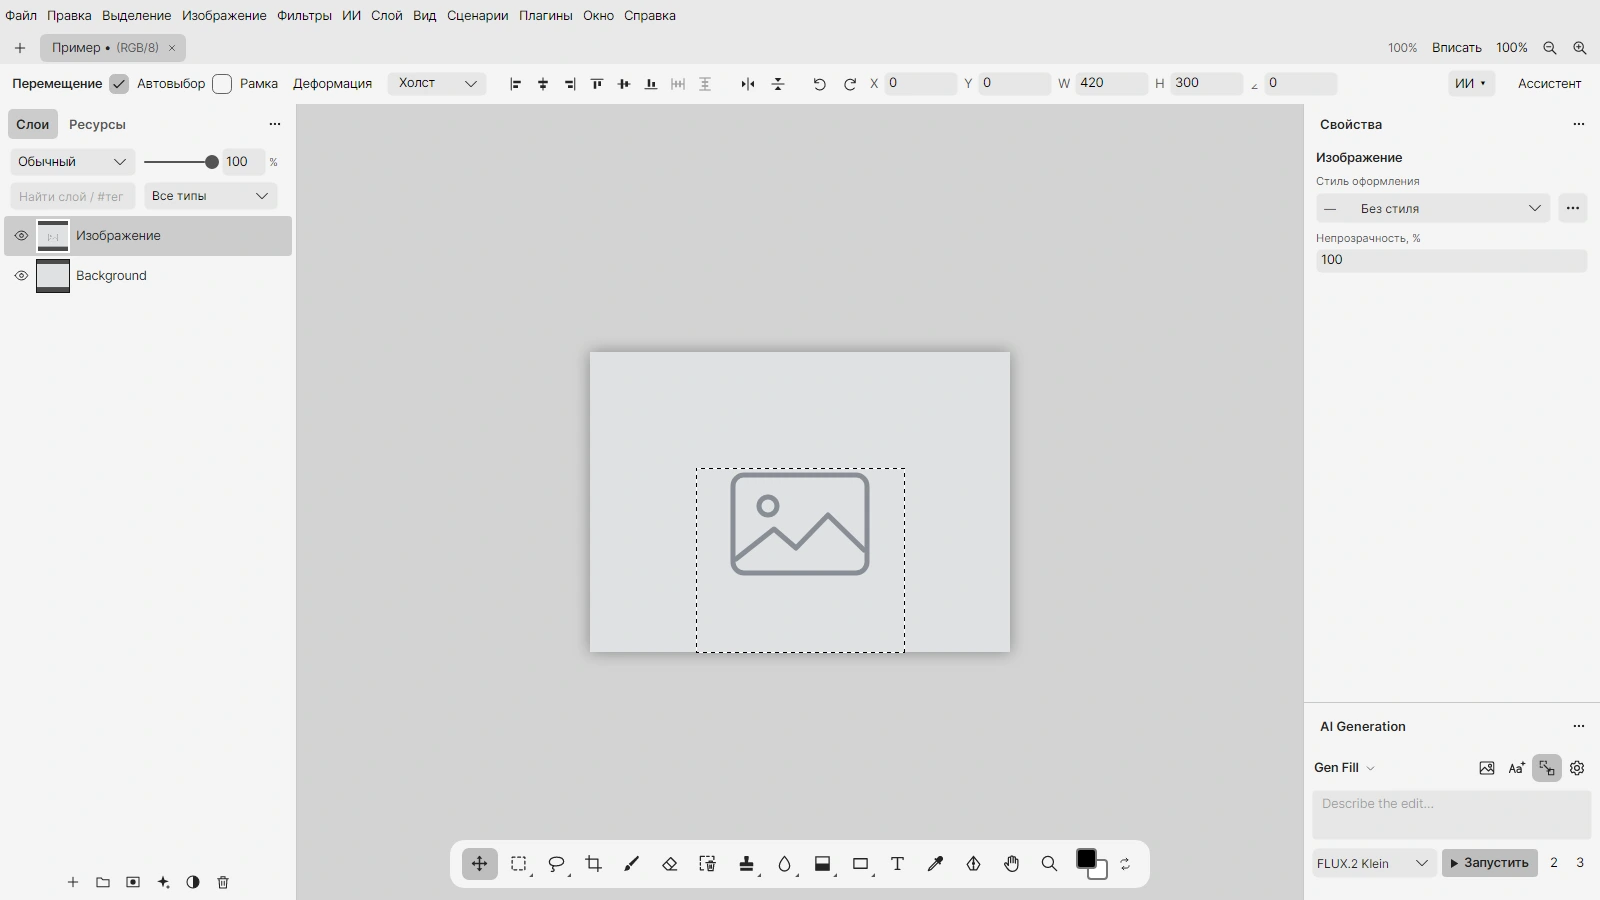 Файл Правка Выделение Изображение Фильтры ИИ Слой Вид Сценарии Плагины Окно Справка
Пример • (RGB/8) 100% Вписать 100%
Перемещение Автовыбор Рамка Деформация Холст X 0 Y 0 W 420 H 300 0 ИИ Ассистент
Слои Ресурсы
Обычный 100 %
Найти слой / #тег Все типы
Изображение
Background
Свойства
Изображение
Стиль оформления
Без стиля
Непрозрачность, %
100
AI Generation
Gen Fill Aa
Describe the edit...
FLUX.2 Klein Запустить 2 3
T